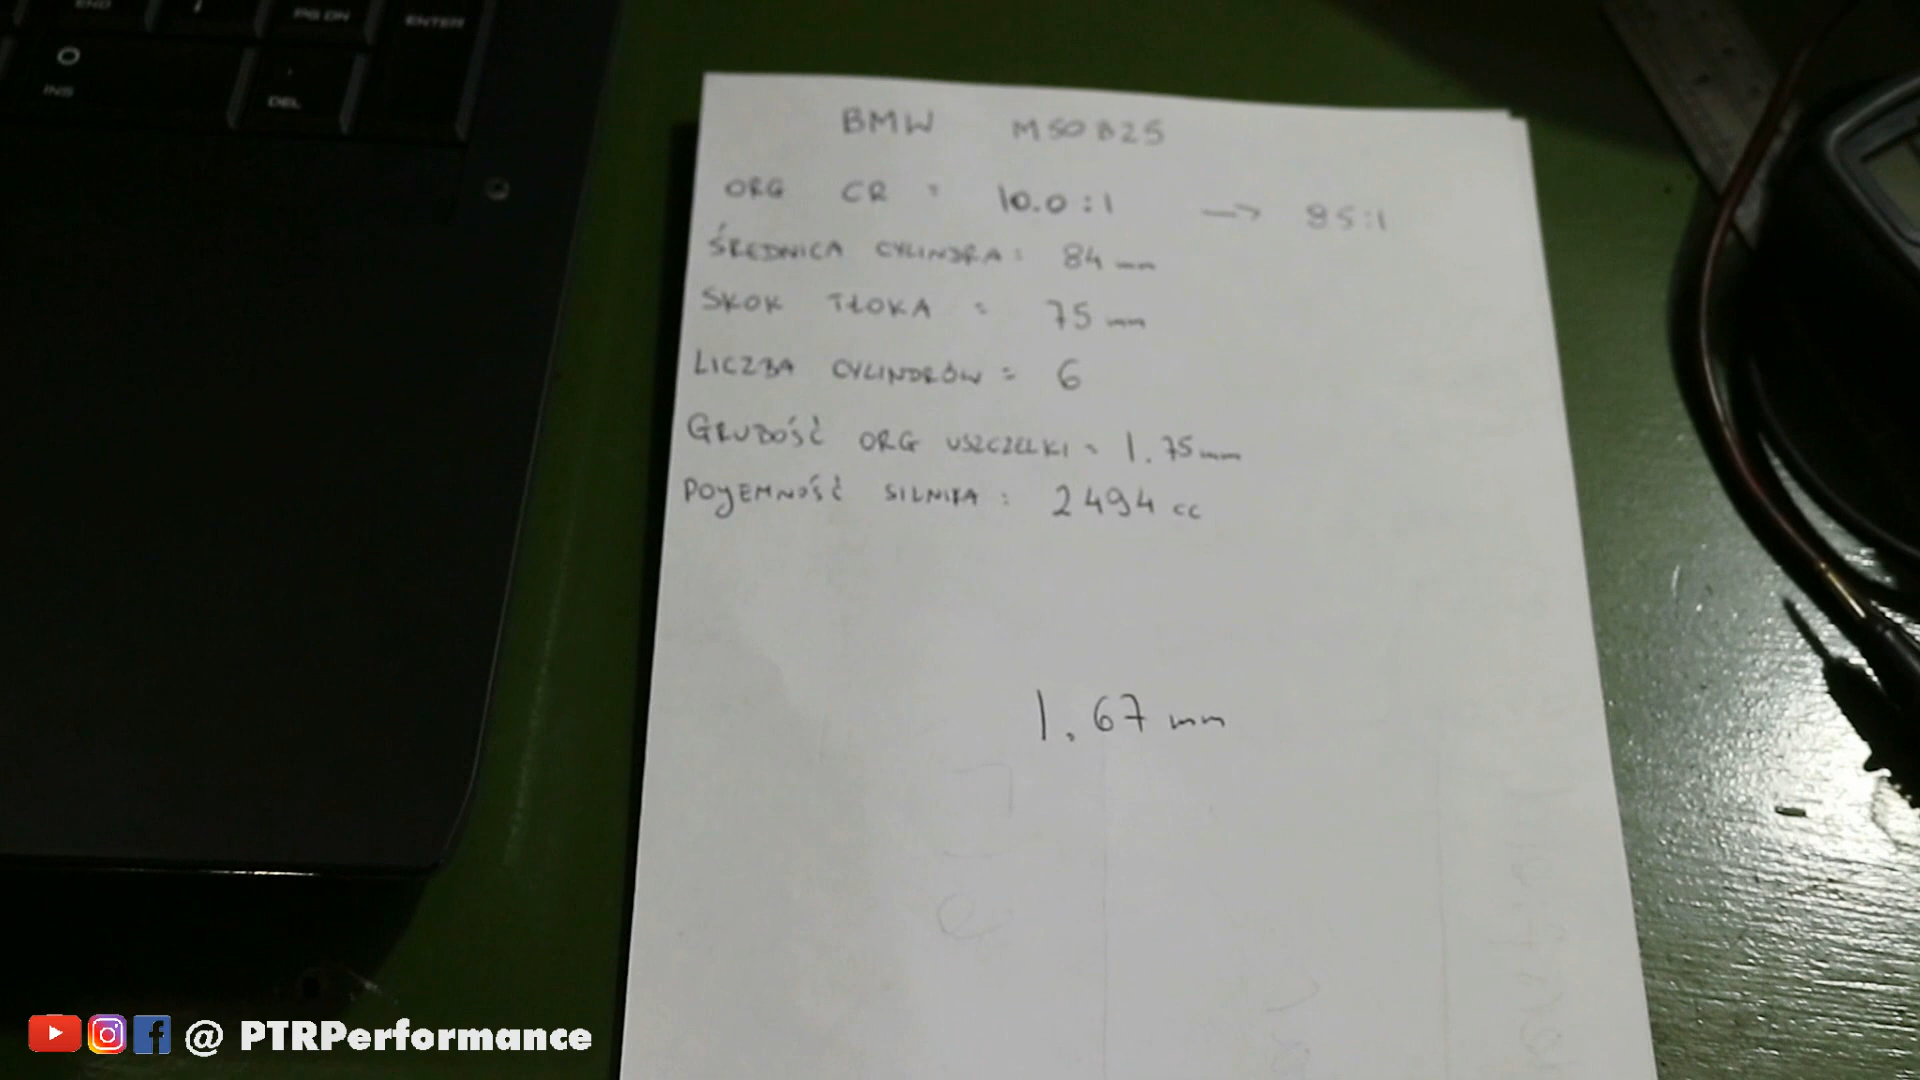 END
PG DN
ENTER
INS
DEL
BMW M50B25
ORG CR = 10.0:1 -> 8.5:1
ŚREDNICA CYLINDRA = 84 mm
SKOK TŁOKA = 75 mm
LICZBA CYLINDRÓW = 6
GRUBOŚĆ ORG USZCZELKI = 1.75 mm
POJEMNOŚĆ SILNIKA = 2494 cc
1.67 mm
@ PTRPerformance